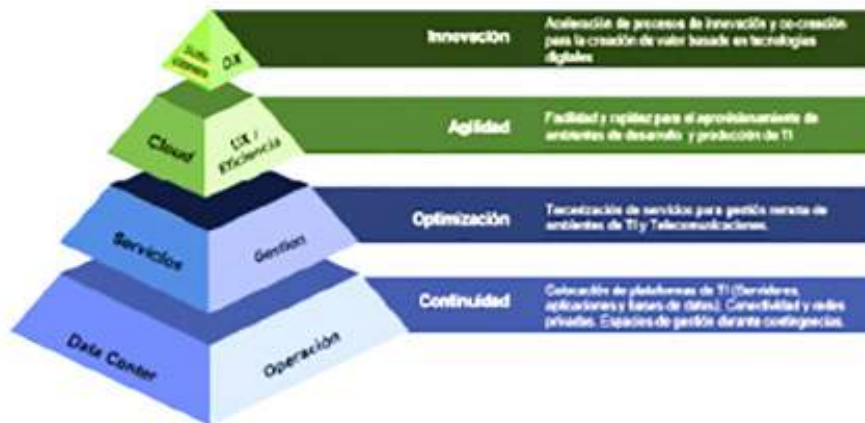 DX
Innovación
Aceleración de procesos de innovación y co-creación
para la creación de valor basada en tecnologías
digitales
Cloud
UX /
Eficiencia
Agilidad
Facilidad y rapidez para el aprovisionamiento de
ambientes de desarrollo y producción de TI
Servicios
Gestion
Optimización
Tercerización de servicios para gestión remota de
ambientes de TI y Telecomunicaciones.
Data Center
Operación
Continuidad
Colocación de plataformas de TI (Servidores,
aplicaciones y bases de datos). Conectividad y redes
privadas. Espacios de gestión durante contingencias.